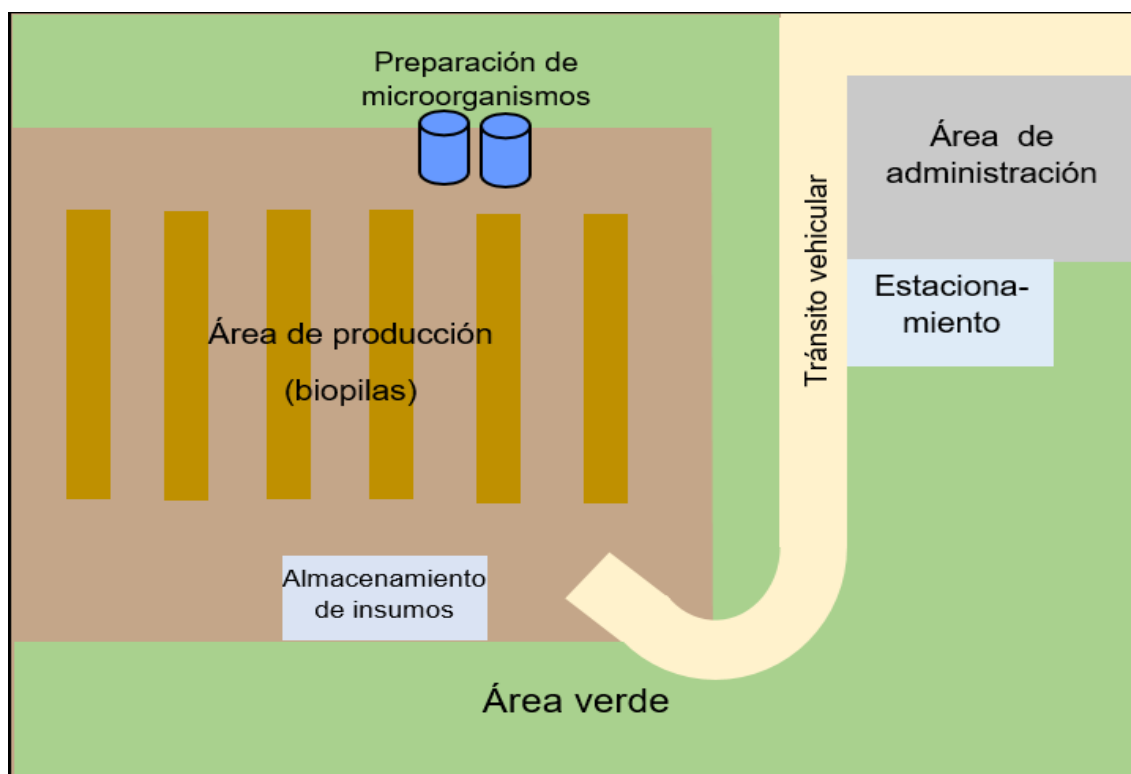 Preparación de
microorganismos
Área de
administración
Tránsito vehicular
Estaciona-
miento
Área de producción
(biopilas)
Almacenamiento
de insumos
Área verde